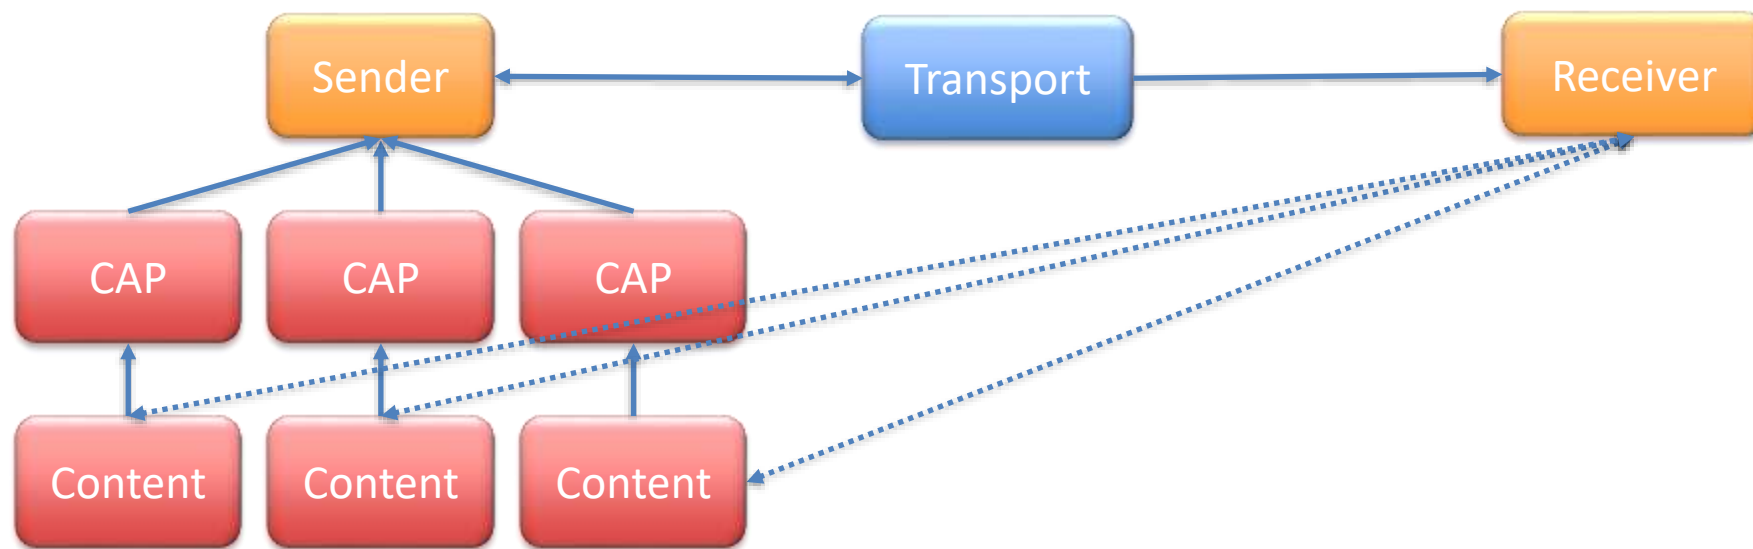 Sender
Transport
Receiver
CAP
CAP
CAP
Content
Content
Content